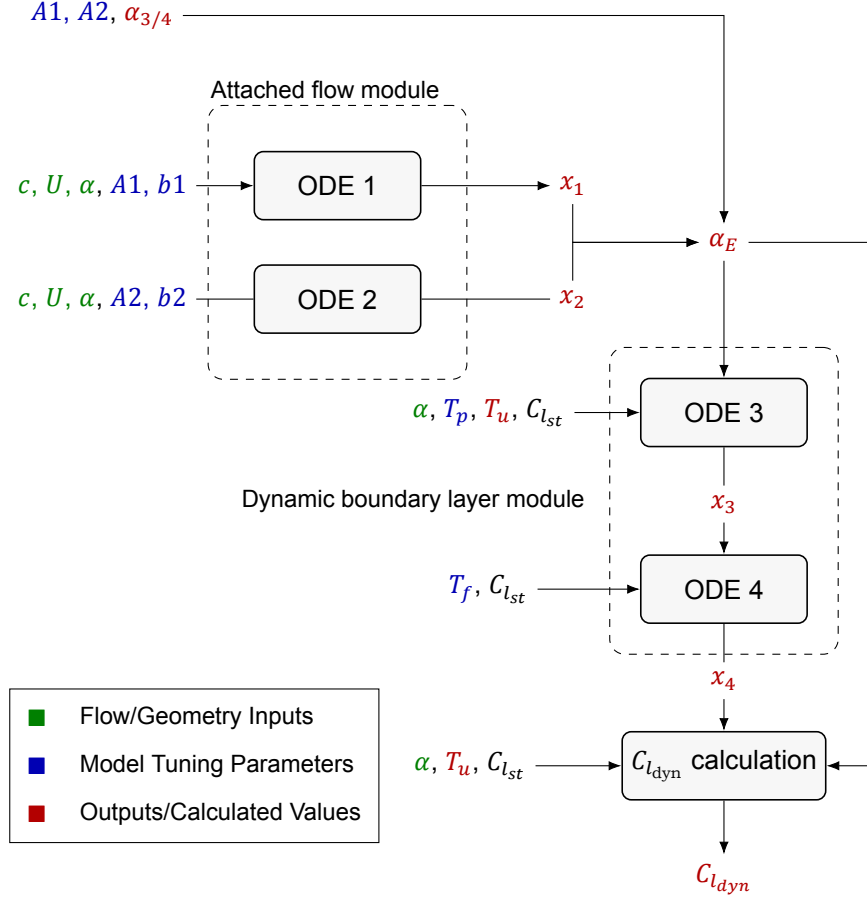 A1, A2, α3/4
Attached flow module
c, U, α, A1, b1
ODE 1
x1
αE
c, U, α, A2, b2
ODE 2
x2
α, Tp, Tu, Clst
ODE 3
Dynamic boundary layer module
x3
Tf, Clst
ODE 4
x4
Flow/Geometry Inputs
Model Tuning Parameters
Outputs/Calculated Values
α, Tu, Clst
Cldyn calculation
Cldyn